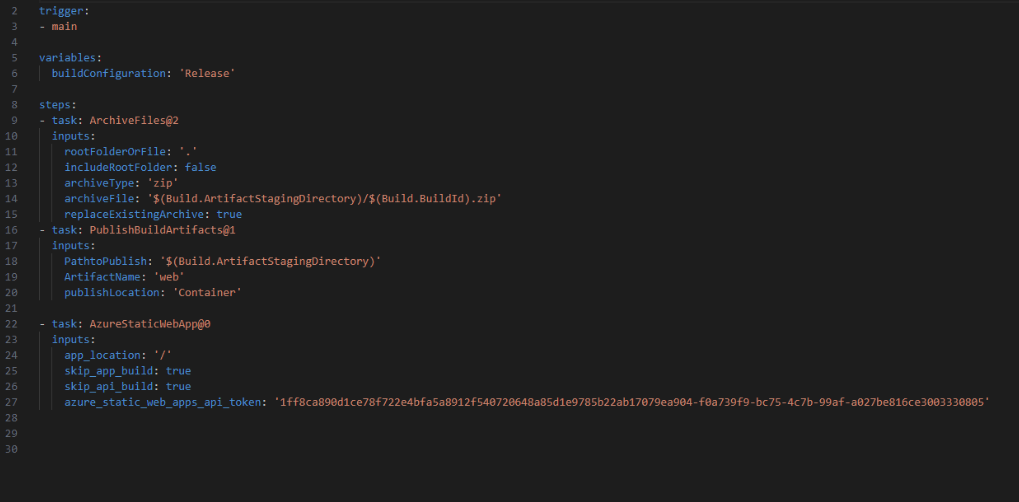 2 trigger:
3 - main
4
5 variables:
6 buildConfiguration: 'Release'
7
8 steps:
9 - task: ArchiveFiles@2
10 inputs:
11 rootFolderOrFile: '.'
12 includeRootFolder: false
13 archiveType: 'zip'
14 archiveFile: '$(Build.ArtifactStagingDirectory)/$(Build.BuildId).zip'
15 replaceExistingArchive: true
16 - task: PublishBuildArtifacts@1
17 inputs:
18 PathtoPublish: '$(Build.ArtifactStagingDirectory)'
19 ArtifactName: 'web'
20 publishLocation: 'Container'
21
22 - task: AzureStaticWebApp@0
23 inputs:
24 app_location: '/'
25 skip_app_build: true
26 skip_api_build: true
27 azure_static_web_apps_api_token: '1ff8ca890d1ce78f722e4bfa5a8912f540720648a85d1e9785b22ab17079ea904-f0a739f9-bc75-4c7b-99af-a027be816ce3003330805'
28
29
30